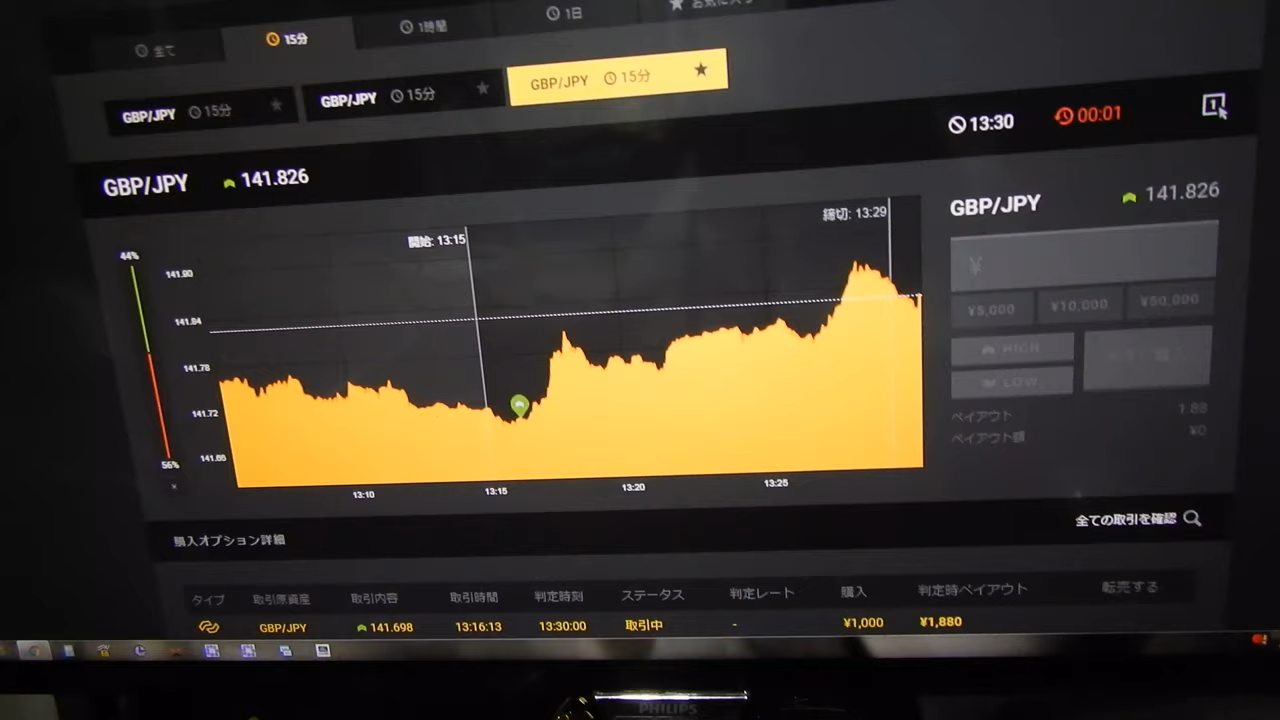 全て
15分
1時間
1日
お気に入り
GBP/JPY 15分
GBP/JPY 15分
GBP/JPY 15分
13:30
00:01
1
GBP/JPY 141.826
GBP/JPY 141.826
開始: 13:15
締切: 13:29
44%
141.90
141.84
141.78
141.72
141.66
56%
×
13:10
13:15
13:20
13:25
¥
¥5,000 ¥10,000 ¥50,000
HIGH
LOW
購入
ペイアウト 1.88
ペイアウト額 ¥0
購入オプション詳細
全ての取引を確認
タイプ 取引原資産 取引内容 取引時間 判定時刻 ステータス 判定レート 購入 判定時ペイアウト 転売する
GBP/JPY 141.698 13:16:13 13:30:00 取引中 - ¥1,000 ¥1,880
PHILIPS